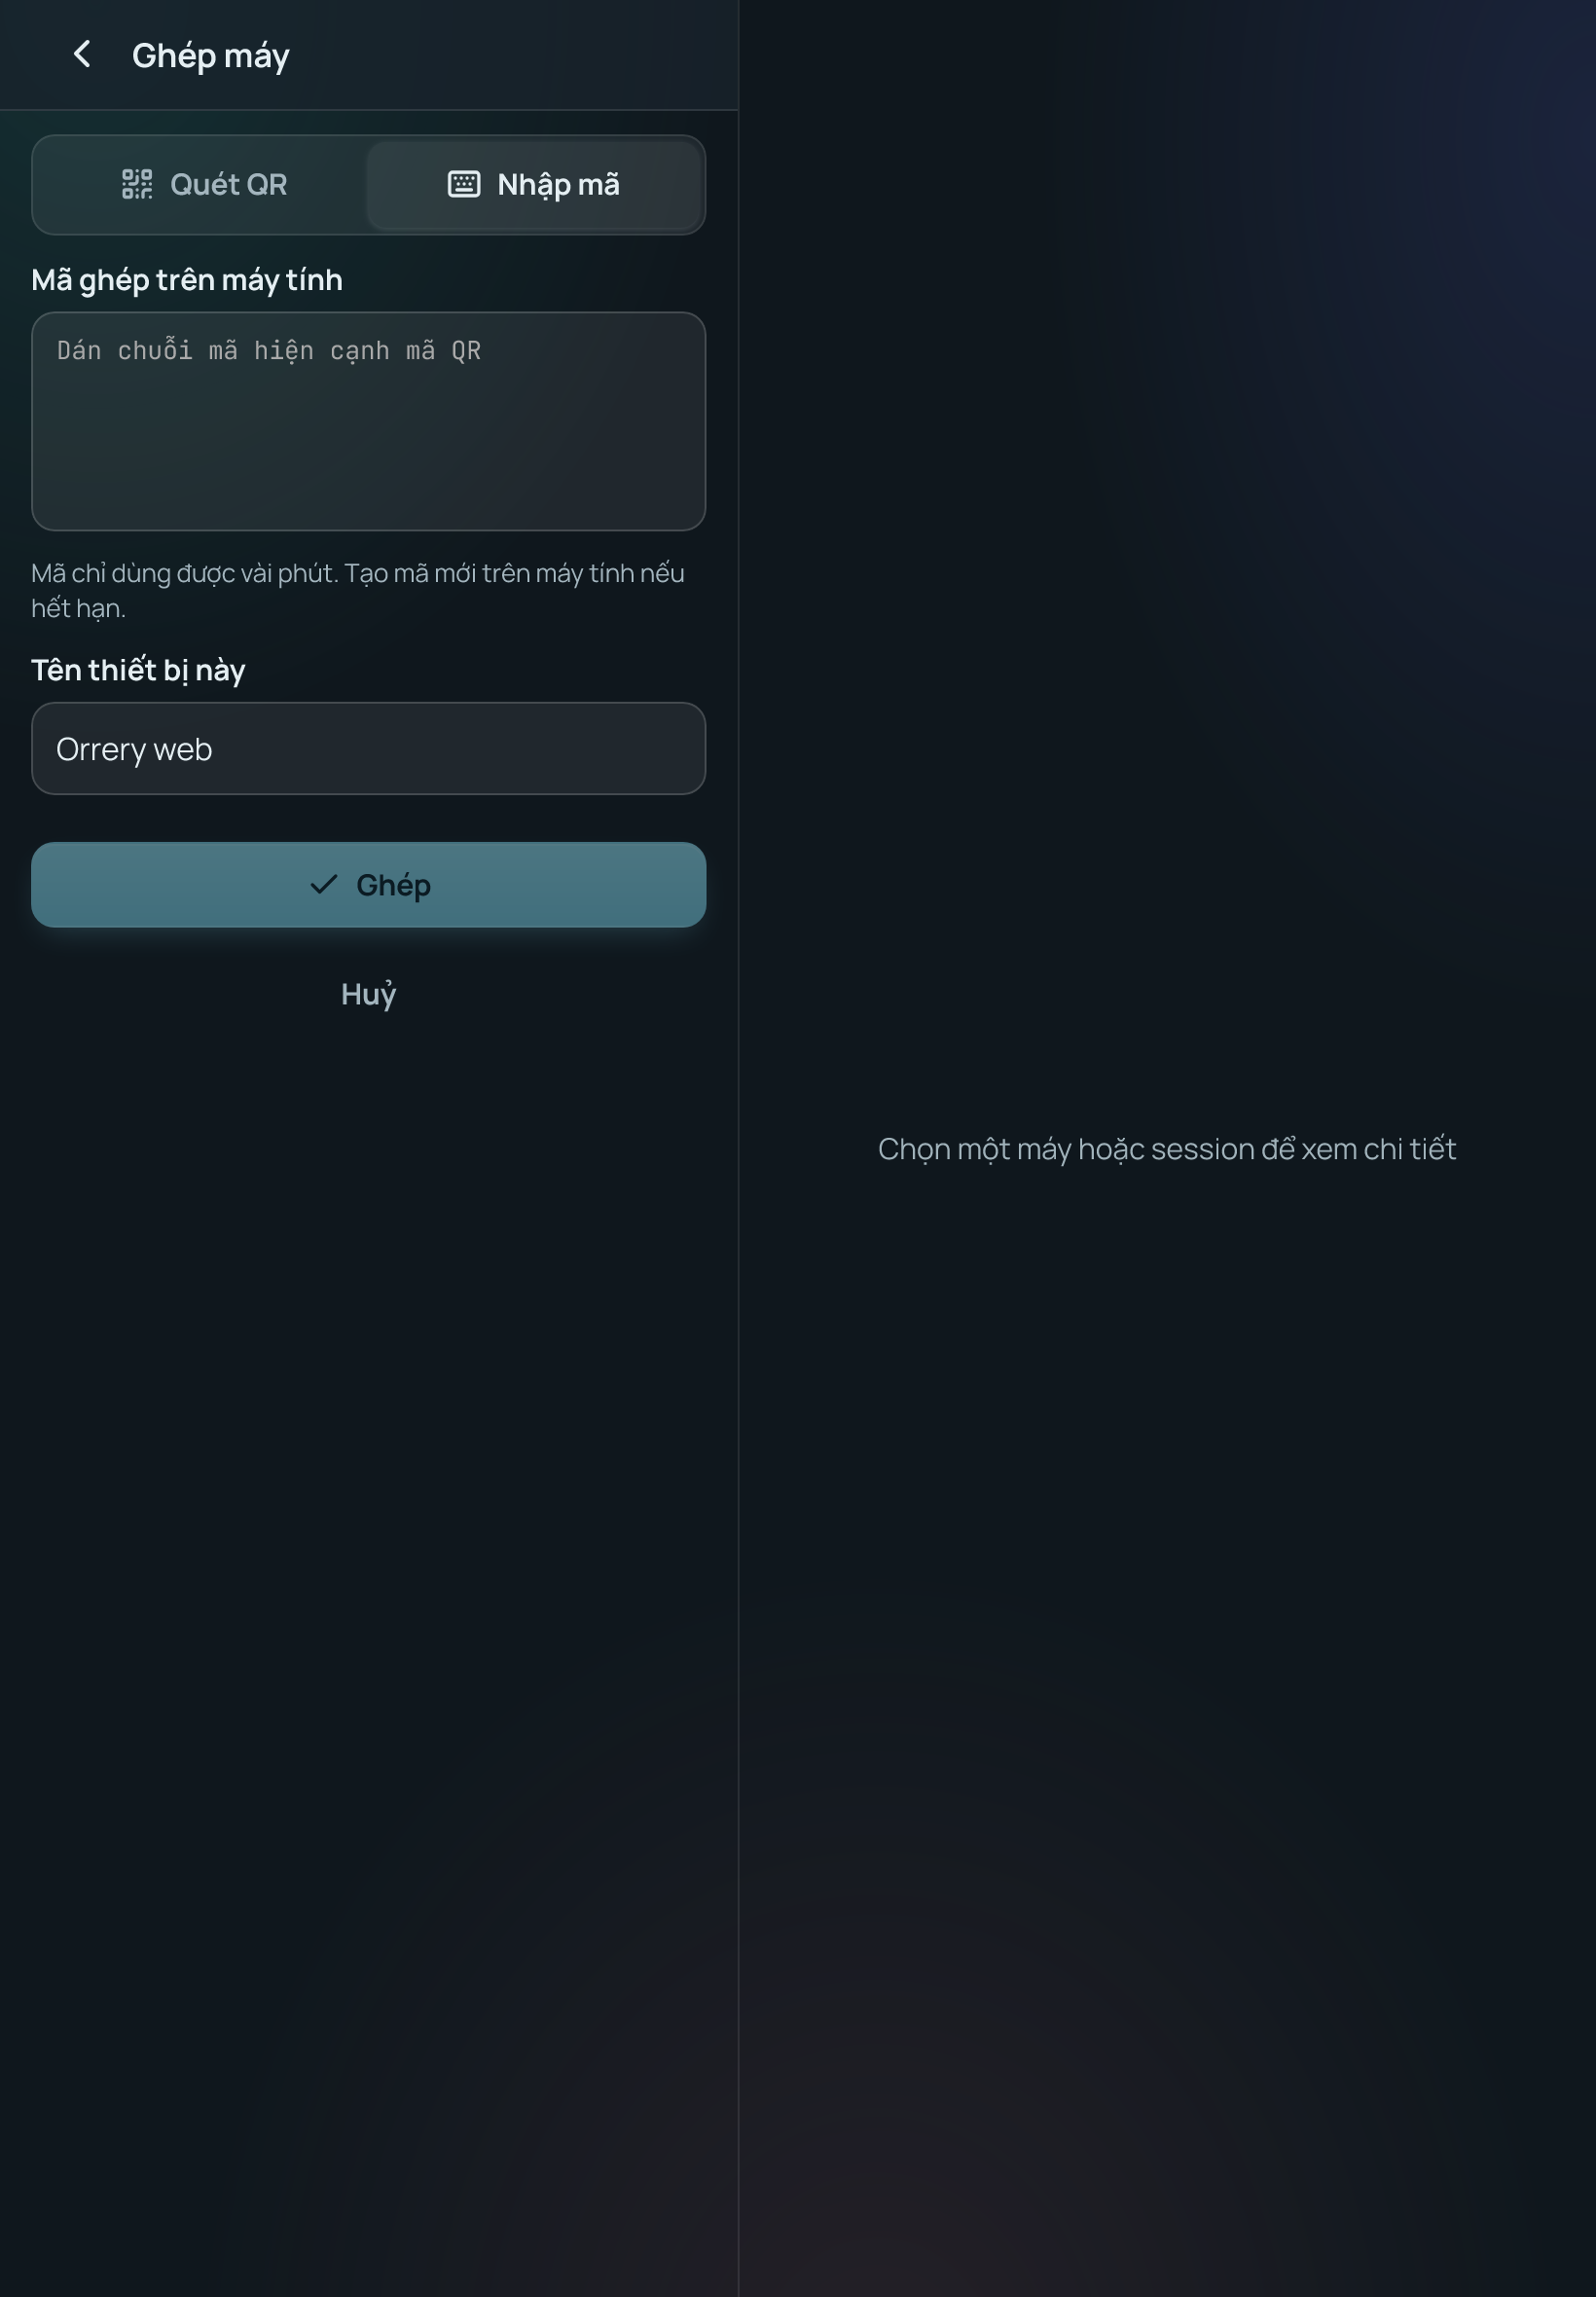 Ghép máy
Quét QR
Nhập mã
Mã ghép trên máy tính
Dán chuỗi mã hiện cạnh mã QR
Mã chỉ dùng được vài phút. Tạo mã mới trên máy tính nếu
hết hạn.
Tên thiết bị này
Orrery web
Ghép
Huỷ
Chọn một máy hoặc session để xem chi tiết